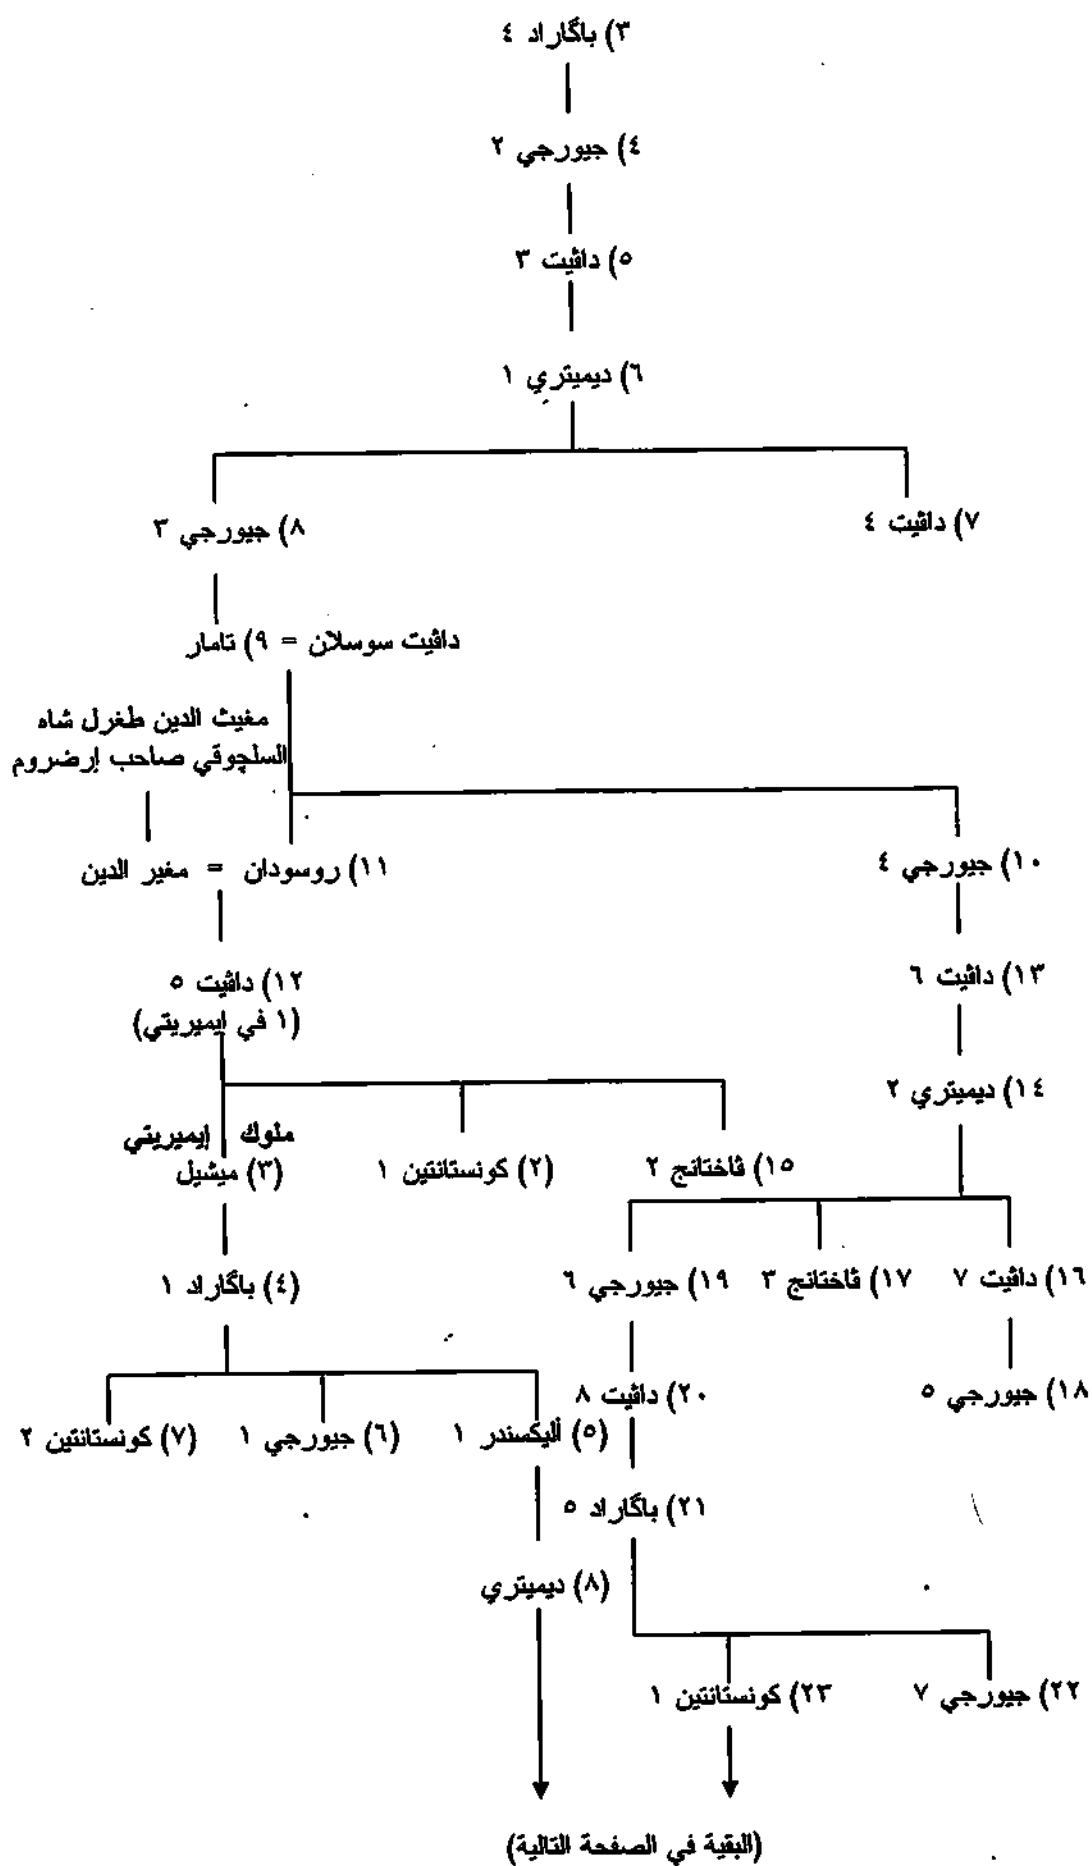 ٣) باگاراد ٤
٤) جيورجي ٢
٥) داڤيت ٣
٦) ديميتري ١
٧) داڤيت ٤
٨) جيورجي ٣
داڤيت سوسلان = ٩) تامار
مغيث الدين طغرل شاه
السلچوقي صاحب إرضروم
١٠) جيورجي ٤
١١) روسودان = مغير الدين
١٣) داڤيت ٦
١٢) داڤيت ٥
(١ في إيميريتي)
١٤) ديميتري ٢
ملوك إيميريتي
١٥) ڤاختانج ٢
(٢) كونستانتين ١
(٣) ميشيل
١٦) داڤيت ٧
١٧) ڤاختانج ٣
١٩) جيورجي ٦
(٤) باگاراد ١
١٨) جيورجي ٥
٢٠) داڤيت ٨
(٥) أليكسندر ١
(٦) جيورجي ١
(٧) كونستانتين ٢
٢١) باگاراد ٥
(٨) ديميتري
٢٢) جيورجي ٧
٢٣) كونستانتين ١
(البقية في الصفحة التالية)